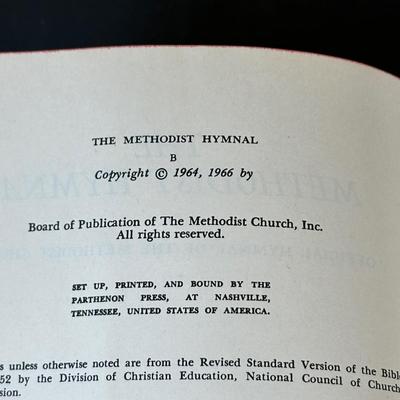 THE METHODIST HYMNAL
B
Copyright © 1964, 1966 by
Board of Publication of The Methodist Church, Inc.
All rights reserved.
SET UP, PRINTED, AND BOUND BY THE
PARTHENON PRESS, AT NASHVILLE,
TENNESSEE, UNITED STATES OF AMERICA.
s unless otherwise noted are from the Revised Standard Version of the Bible
52 by the Division of Christian Education, National Council of Church
sion.